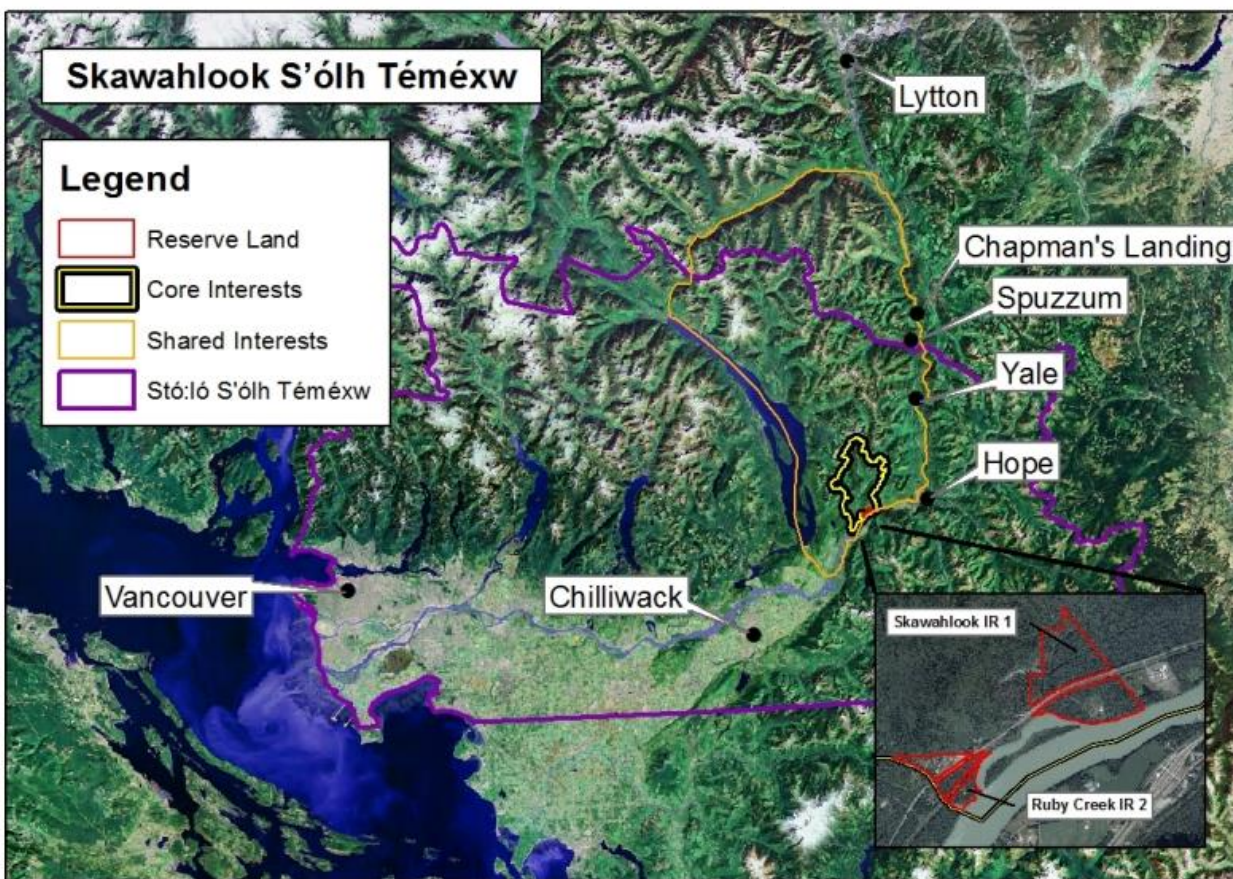 Skawahlook S'ólh Téméxw
Legend
Reserve Land
Core Interests
Shared Interests
Stó:ló S'ólh Téméxw
Lytton
Chapman's Landing
Spuzzum
Yale
Hope
Vancouver
Chilliwack
Skawahlook IR 1
Ruby Creek IR 2